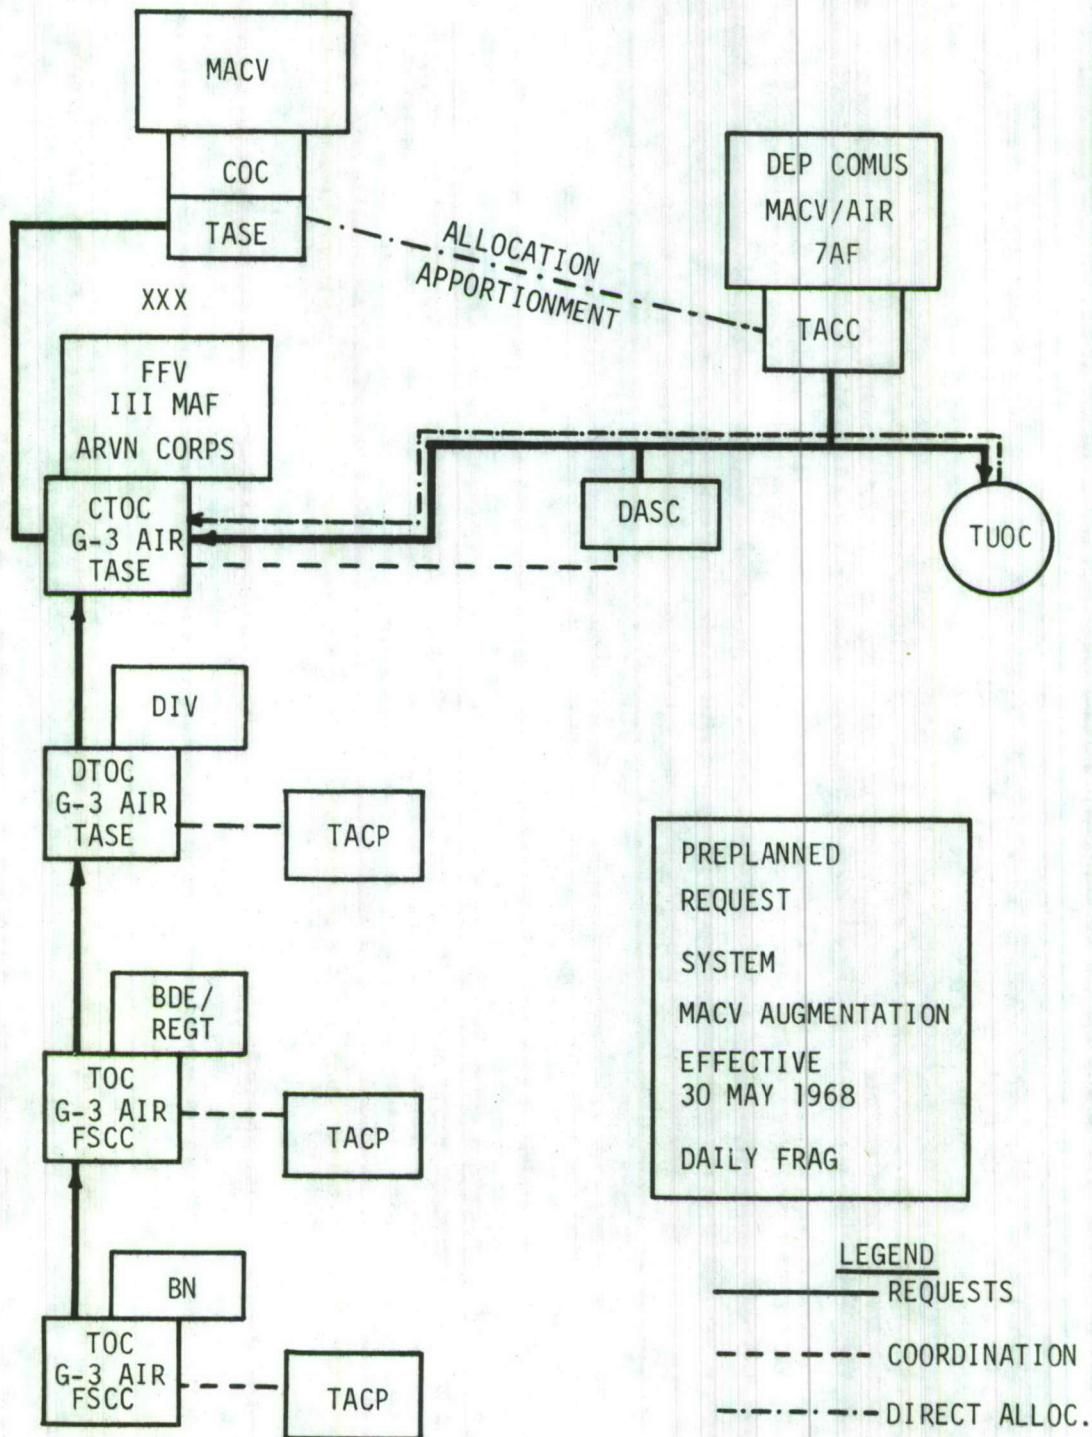 MACV
COC
TASE
DEP COMUS
MACV/AIR
7AF
TACC
ALLOCATION
APPORTIONMENT
XXX
FFV
III MAF
ARVN CORPS
CTOC
G-3 AIR
TASE
DASC
TUOC
DIV
DTOC
G-3 AIR
TASE
TACP
BDE/
REGT
TOC
G-3 AIR
FSCC
TACP
BN
TOC
G-3 AIR
FSCC
TACP
PREPLANNED
REQUEST
SYSTEM
MACV AUGMENTATION
EFFECTIVE
30 MAY 1968
DAILY FRAG
LEGEND
REQUESTS
COORDINATION
DIRECT ALLOC.